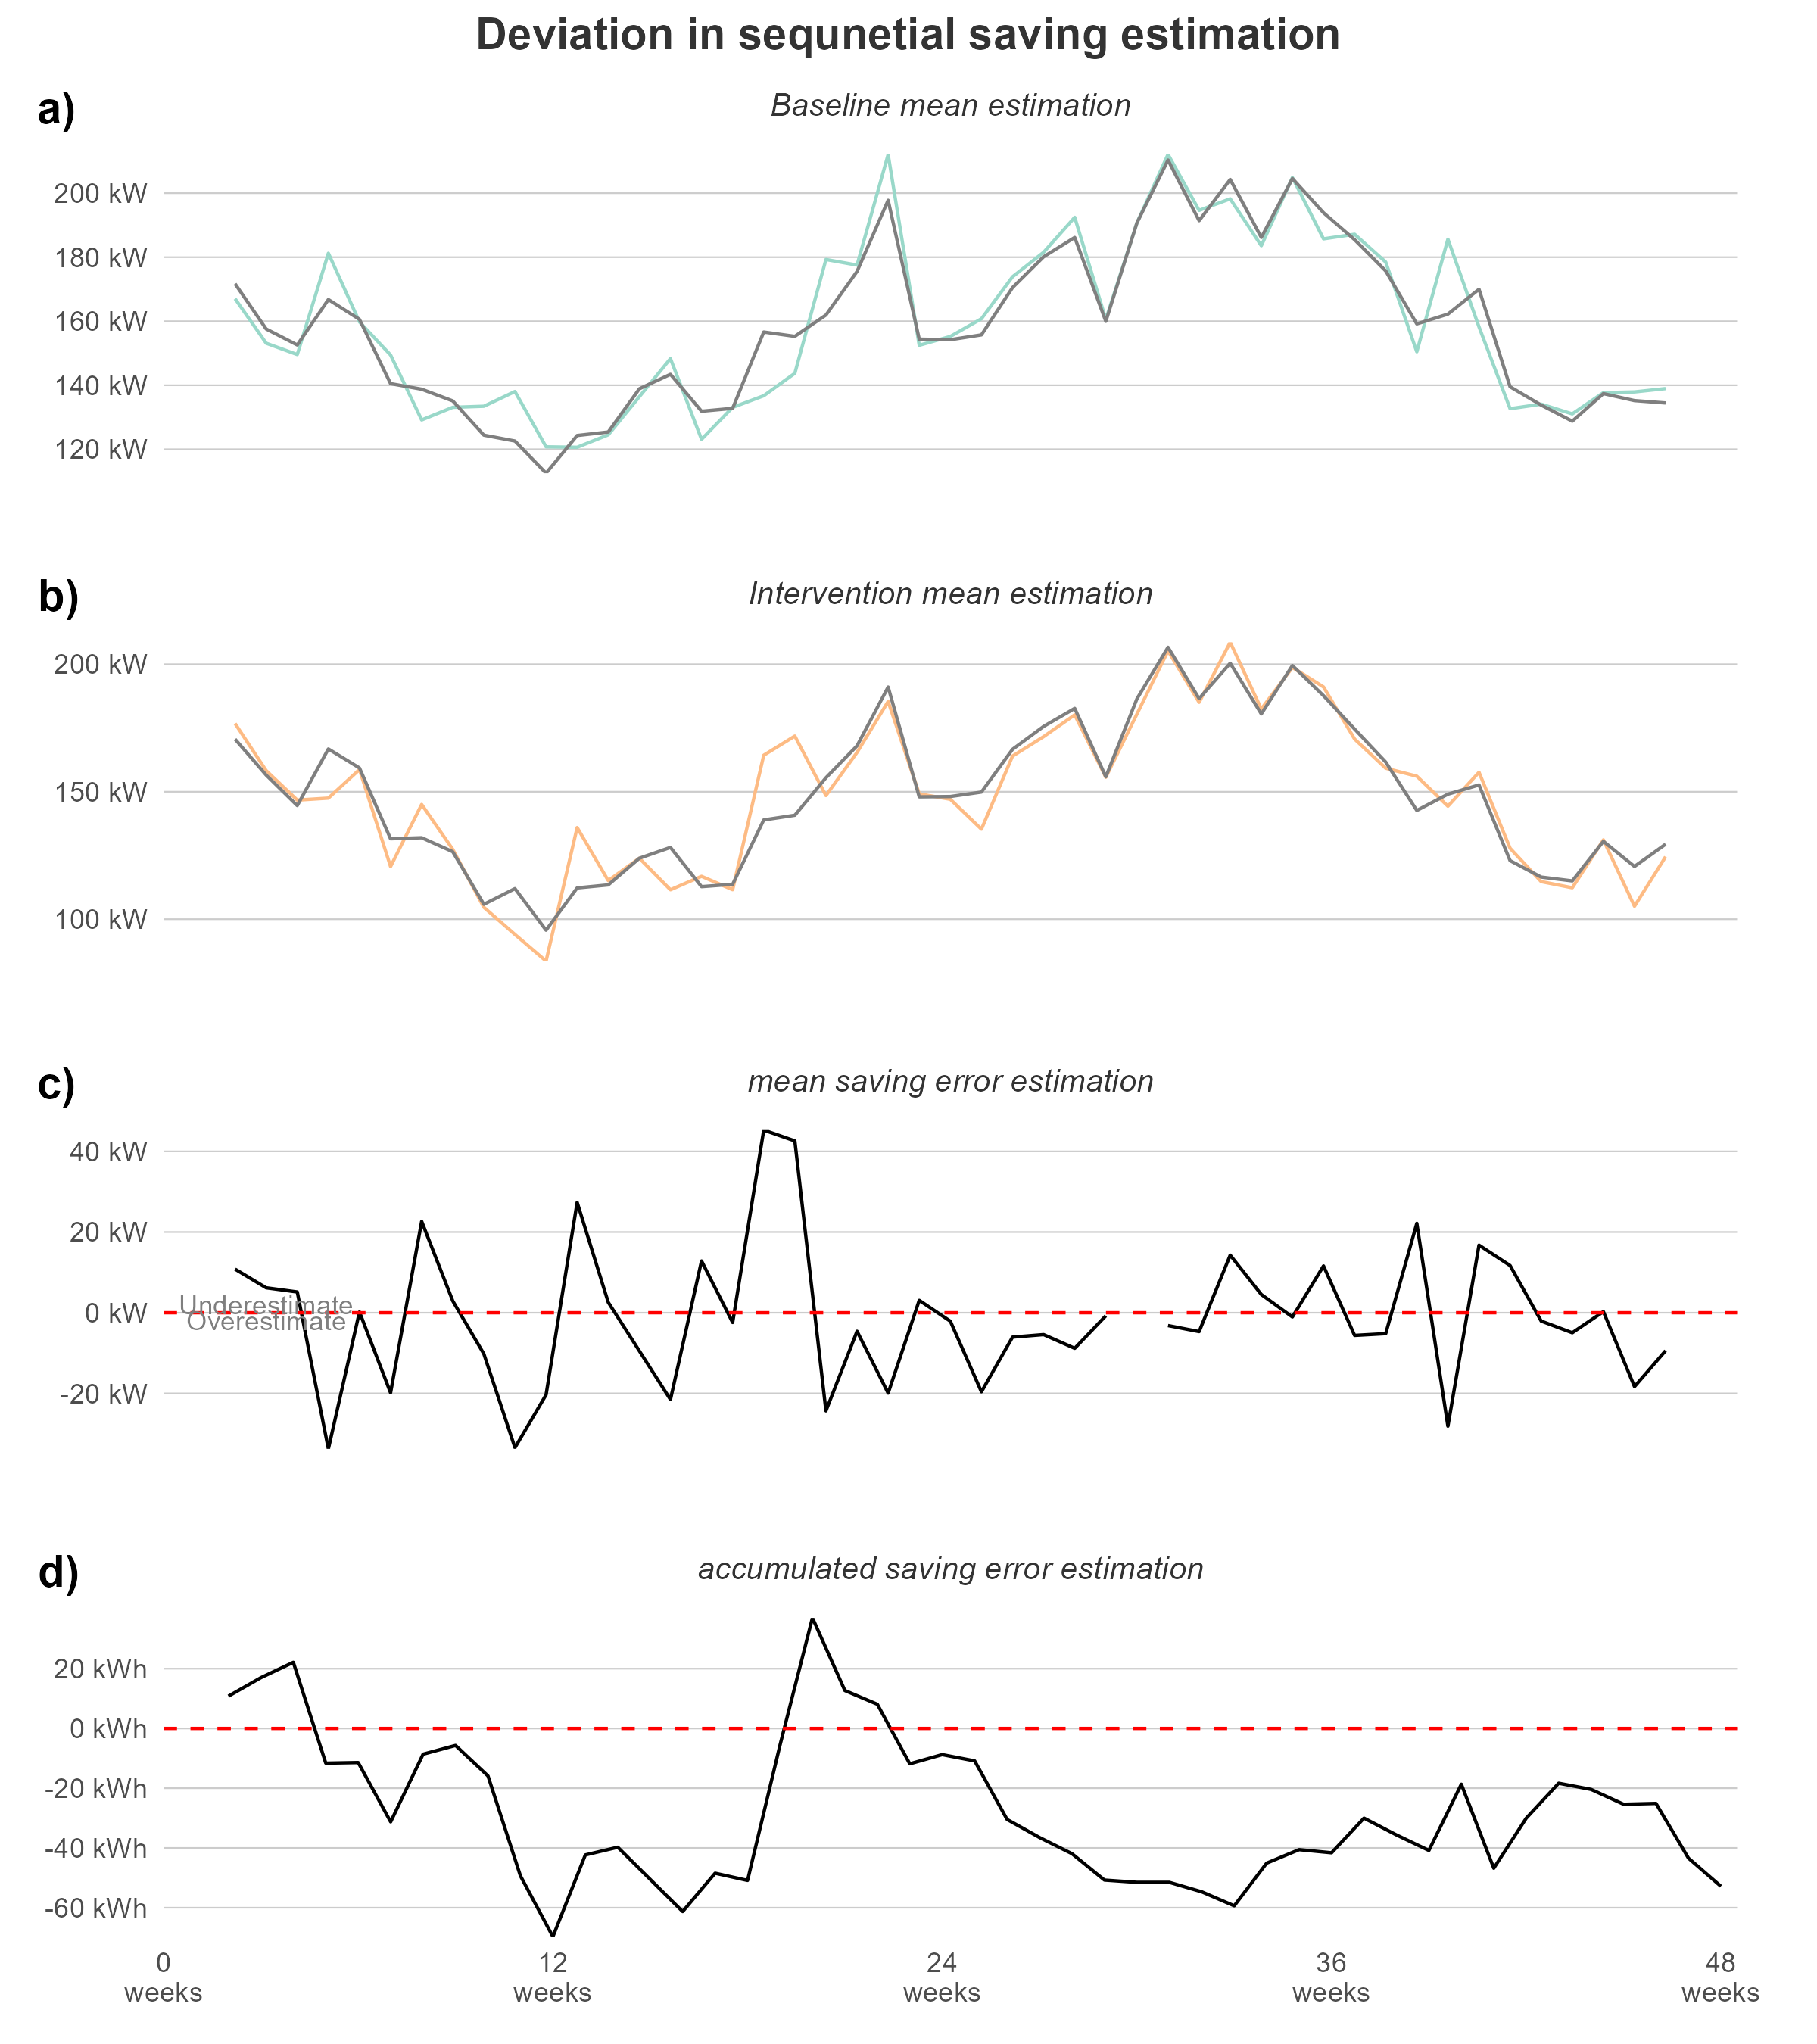 Deviation in sequnetial saving estimation
a)
Baseline mean estimation
200 kW
180 kW
160 kW
140 kW
120 kW
b)
Intervention mean estimation
200 kW
150 kW
100 kW
c)
mean saving error estimation
40 kW
20 kW
0 kW
-20 kW
Underestimate
Overestimate
d)
accumulated saving error estimation
20 kWh
0 kWh
-20 kWh
-40 kWh
-60 kWh
0
weeks
12
weeks
24
weeks
36
weeks
48
weeks